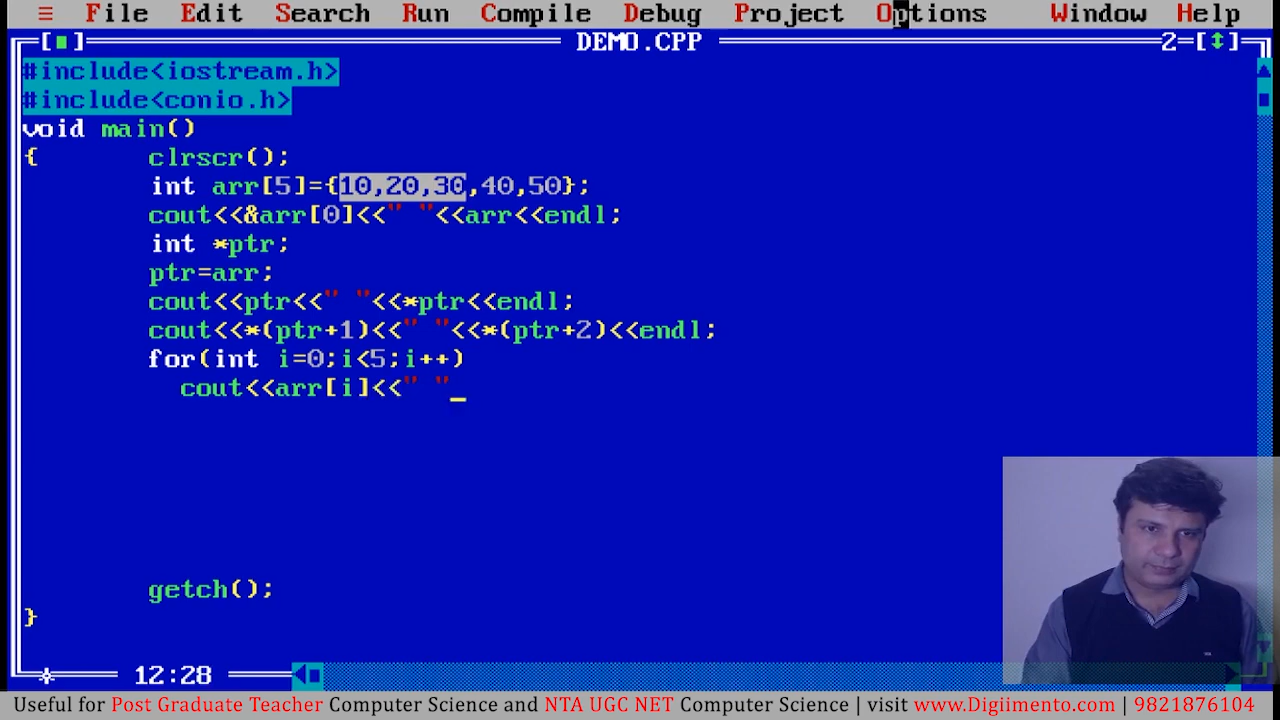 ≡ File Edit Search Run Compile Debug Project Options Window Help
[■] DEMO.CPP 2=[↕]
#include<iostream.h>
#include<conio.h>
void main()
{ clrscr();
int arr[5]={10,20,30,40,50};
cout<<&arr[0]<<" "<<arr<<endl;
int *ptr;
ptr=arr;
cout<<ptr<<" "<<*ptr<<endl;
cout<<*(ptr+1)<<" "<<*(ptr+2)<<endl;
for(int i=0;i<5;i++)
cout<<arr[i]<<" "_
getch();
}
12:28
Useful for Post Graduate Teacher Computer Science and NTA UGC NET Computer Science | visit www.Digiimento.com | 9821876104